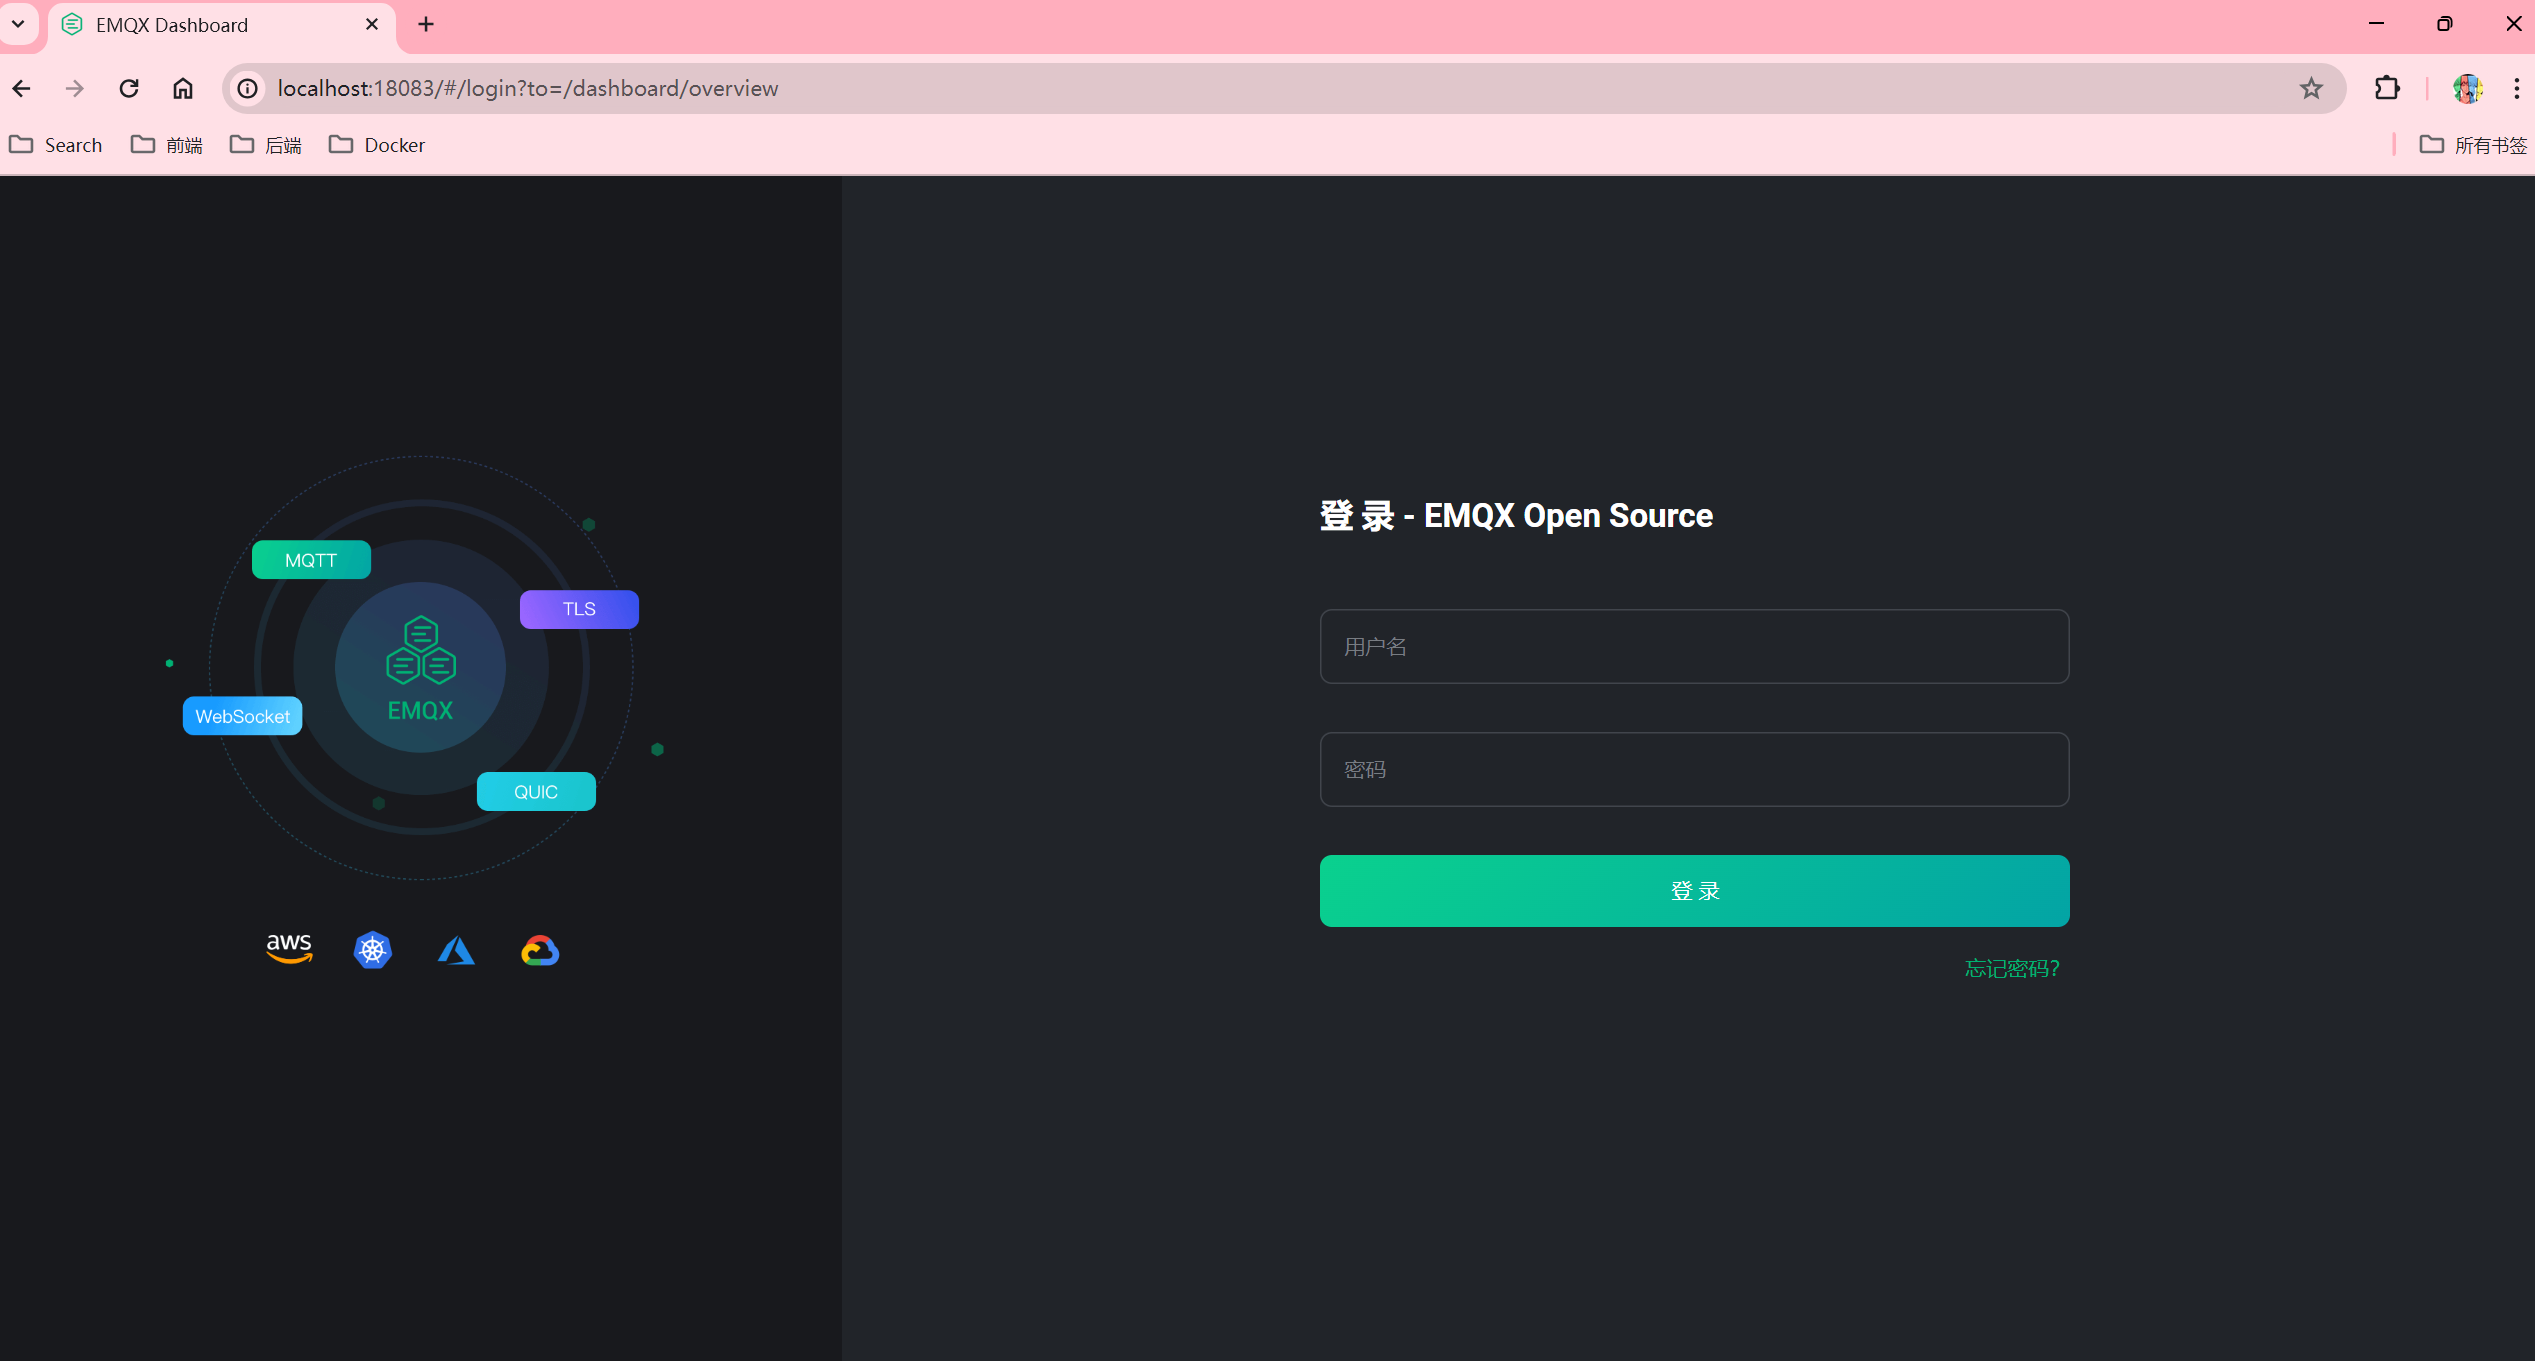 EMQX Dashboard
localhost:18083/#/login?to=/dashboard/overview
Search 前端 后端 Docker 所有书签
MQTT
TLS
EMQX
WebSocket
QUIC
aws
登 录 - EMQX Open Source
用户名
密码
登 录
忘记密码?